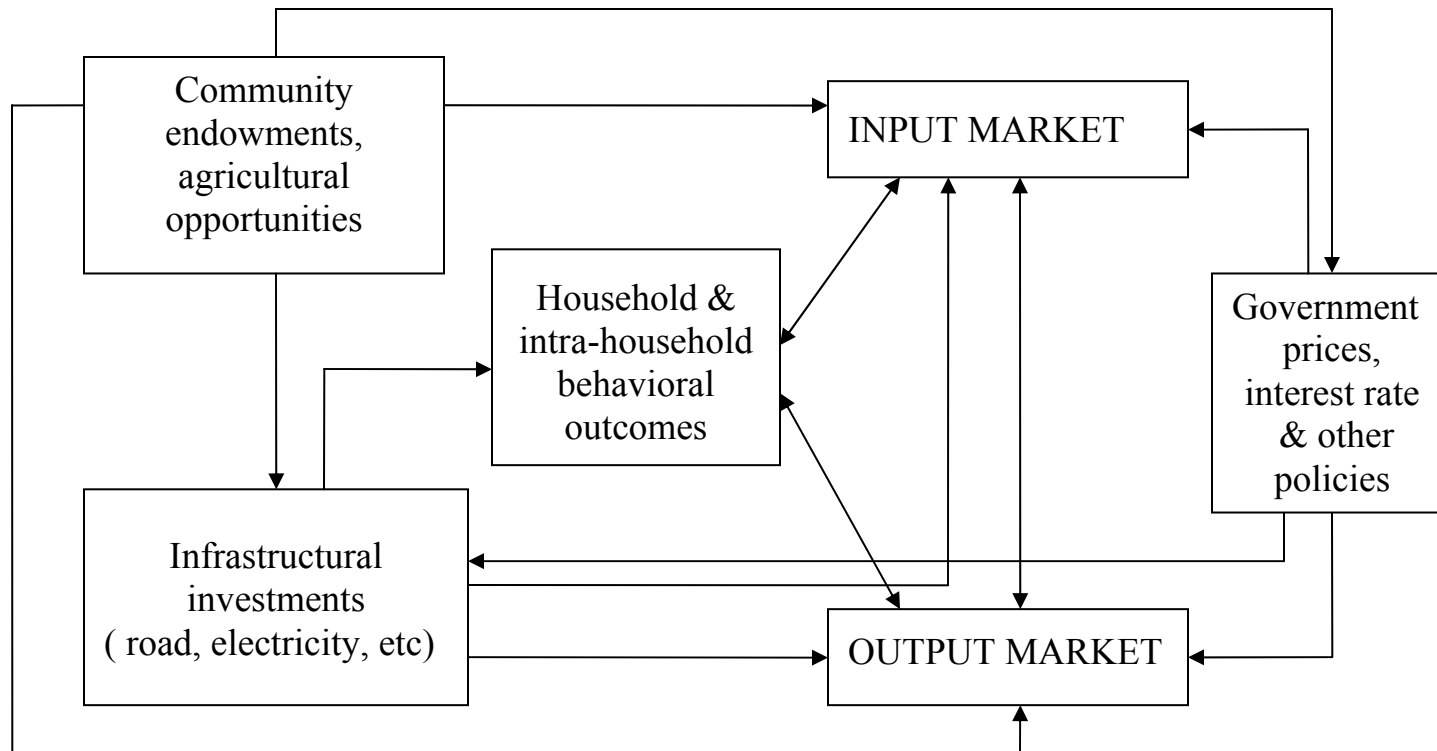 Community
endowments,
agricultural
opportunities
INPUT MARKET
Household &
intra-household
behavioral
outcomes
Government
prices,
interest rate
& other
policies
Infrastructural
investments
( road, electricity, etc)
OUTPUT MARKET